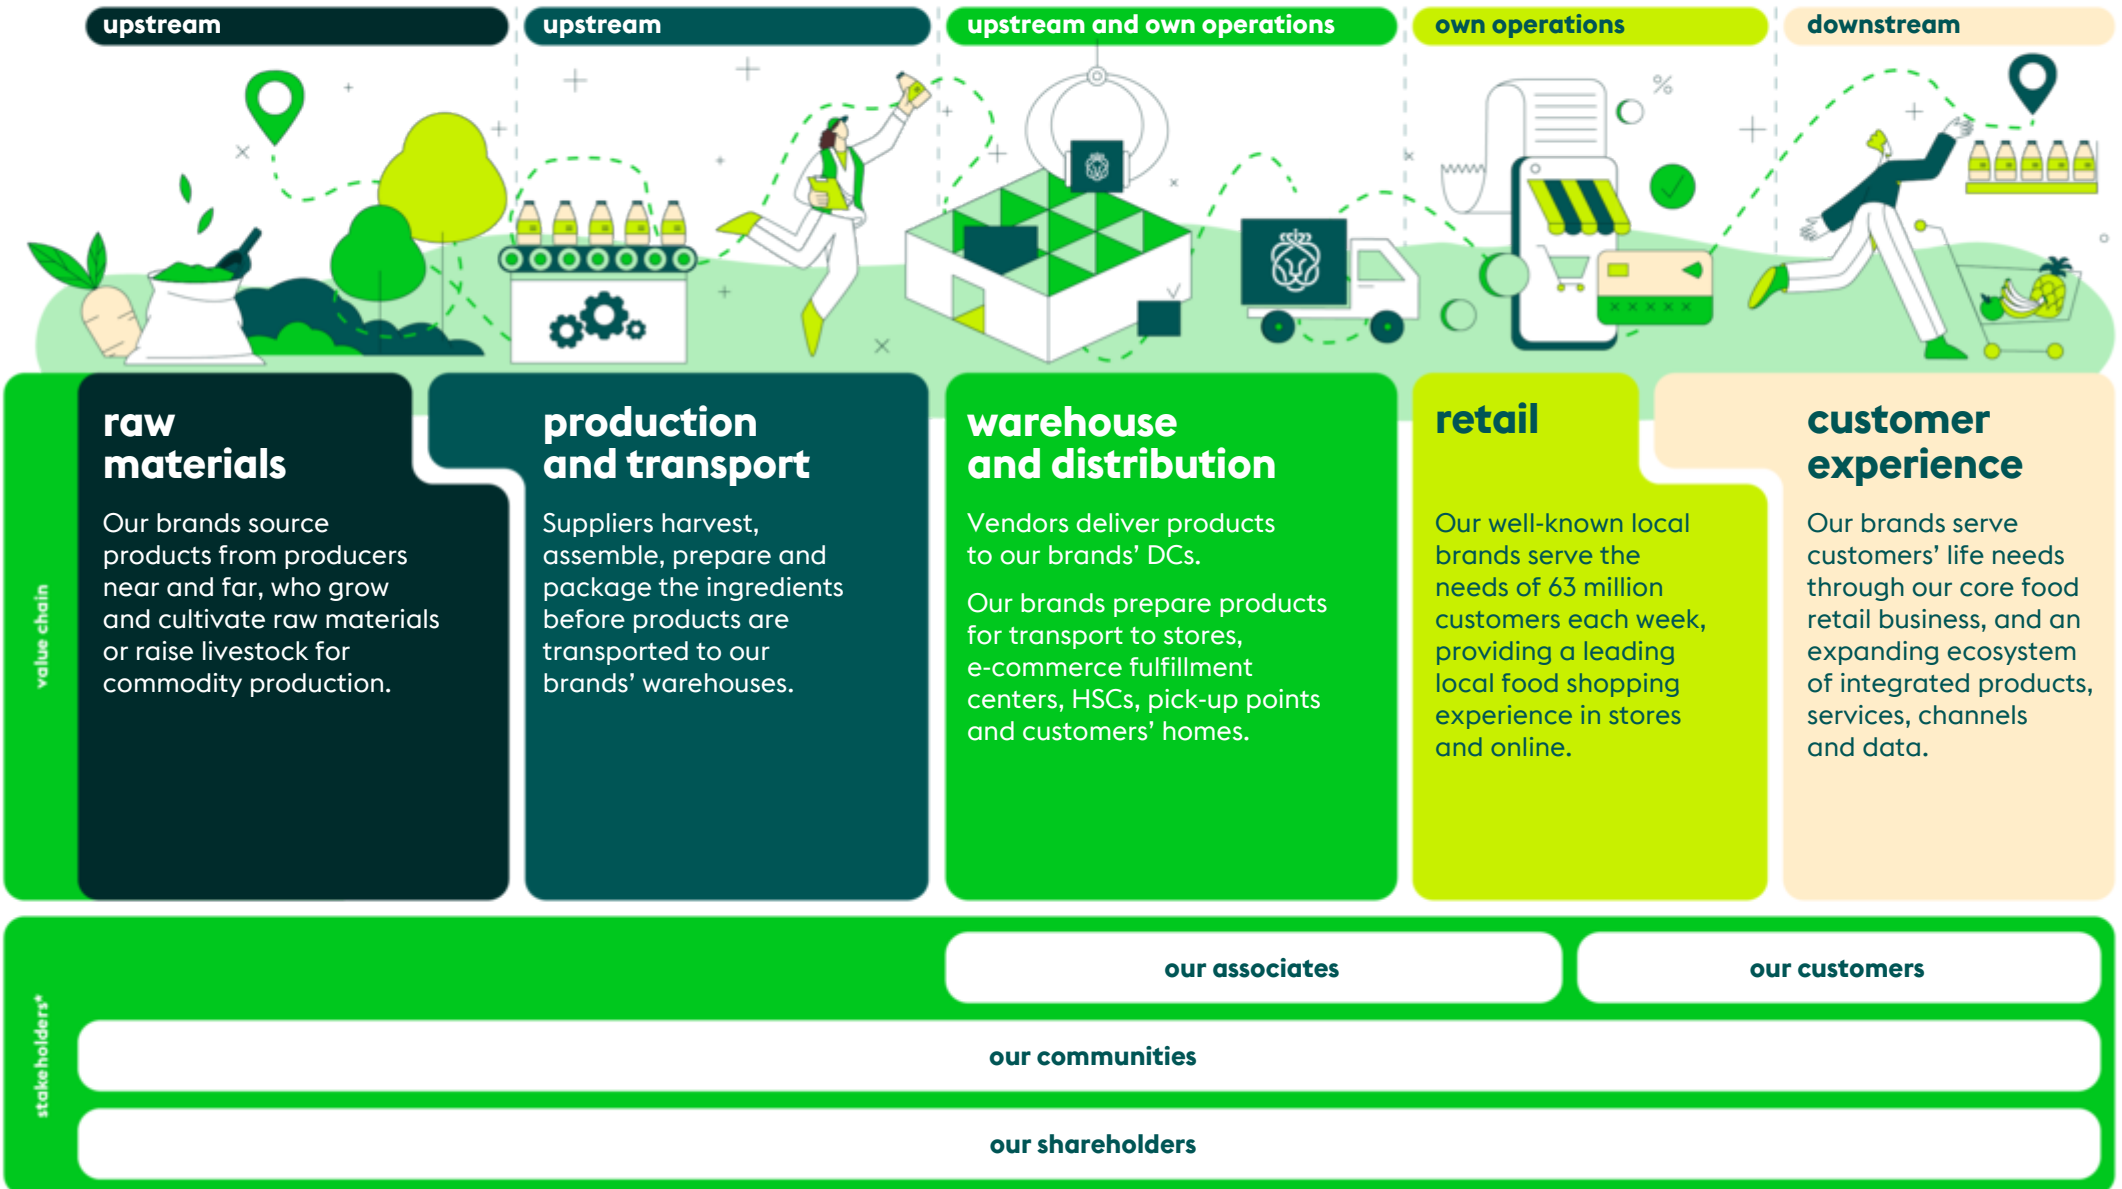 upstream
upstream
upstream and own operations
own operations
downstream
%
value chain
raw
materials
Our brands source
products from producers
near and far, who grow
and cultivate raw materials
or raise livestock for
commodity production.
production
and transport
Suppliers harvest,
assemble, prepare and
package the ingredients
before products are
transported to our
brands’ warehouses.
warehouse
and distribution
Vendors deliver products
to our brands’ DCs.
Our brands prepare products
for transport to stores,
e-commerce fulfillment
centers, HSCs, pick-up points
and customers’ homes.
retail
Our well-known local
brands serve the
needs of 63 million
customers each week,
providing a leading
local food shopping
experience in stores
and online.
customer
experience
Our brands serve
customers’ life needs
through our core food
retail business, and an
expanding ecosystem
of integrated products,
services, channels
and data.
stakeholders*
our associates
our customers
our communities
our shareholders